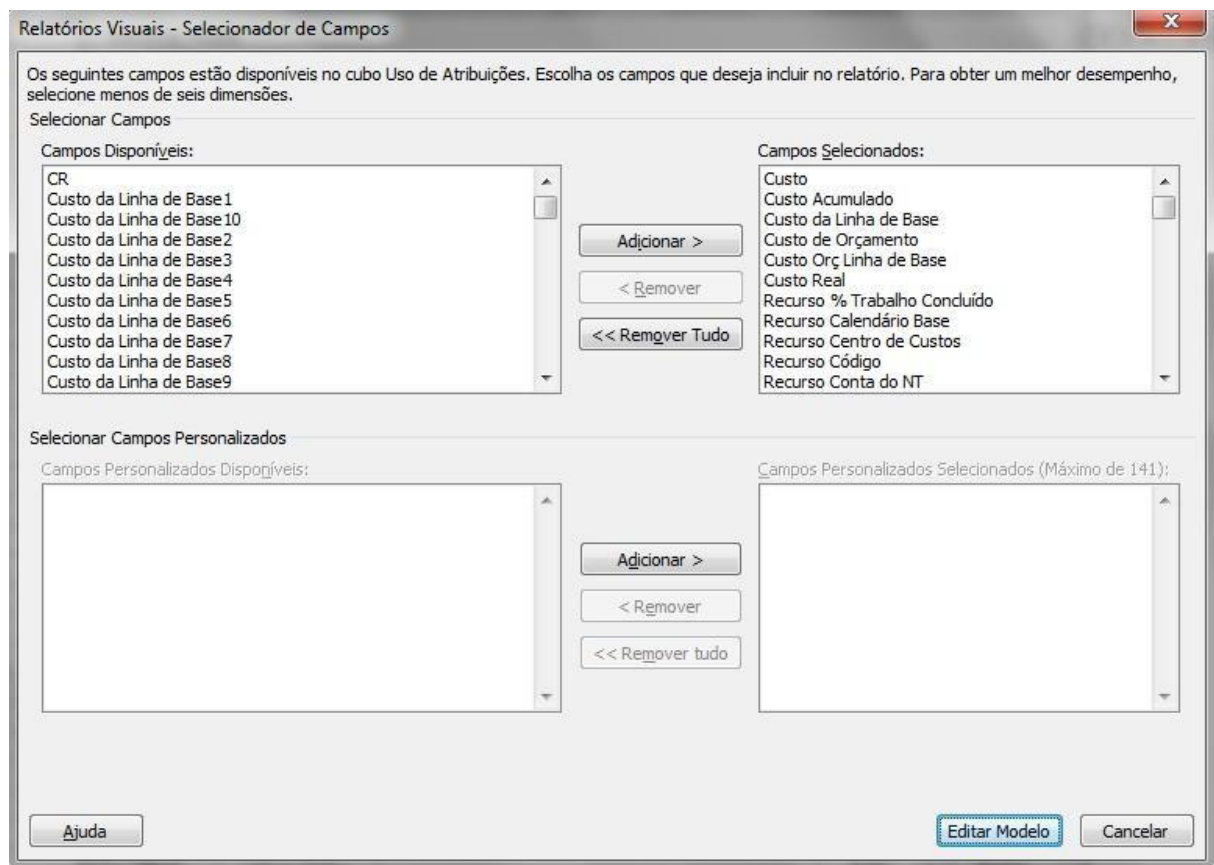 Relatórios Visuais - Selecionador de Campos
Os seguintes campos estão disponíveis no cubo Uso de Atribuições. Escolha os campos que deseja incluir no relatório. Para obter um melhor desempenho,
selecione menos de seis dimensões.
Selecionar Campos
Campos Disponíveis:
CR
Custo da Linha de Base1
Custo da Linha de Base10
Custo da Linha de Base2
Custo da Linha de Base3
Custo da Linha de Base4
Custo da Linha de Base5
Custo da Linha de Base6
Custo da Linha de Base7
Custo da Linha de Base8
Custo da Linha de Base9
Adicionar >
< Remover
<< Remover Tudo
Campos Selecionados:
Custo
Custo Acumulado
Custo da Linha de Base
Custo de Orçamento
Custo Orç Linha de Base
Custo Real
Recurso % Trabalho Concluído
Recurso Calendário Base
Recurso Centro de Custos
Recurso Código
Recurso Conta do NT
Selecionar Campos Personalizados
Campos Personalizados Disponíveis:
Adicionar >
< Remover
<< Remover tudo
Campos Personalizados Selecionados (Máximo de 141):
Ajuda
Editar Modelo
Cancelar